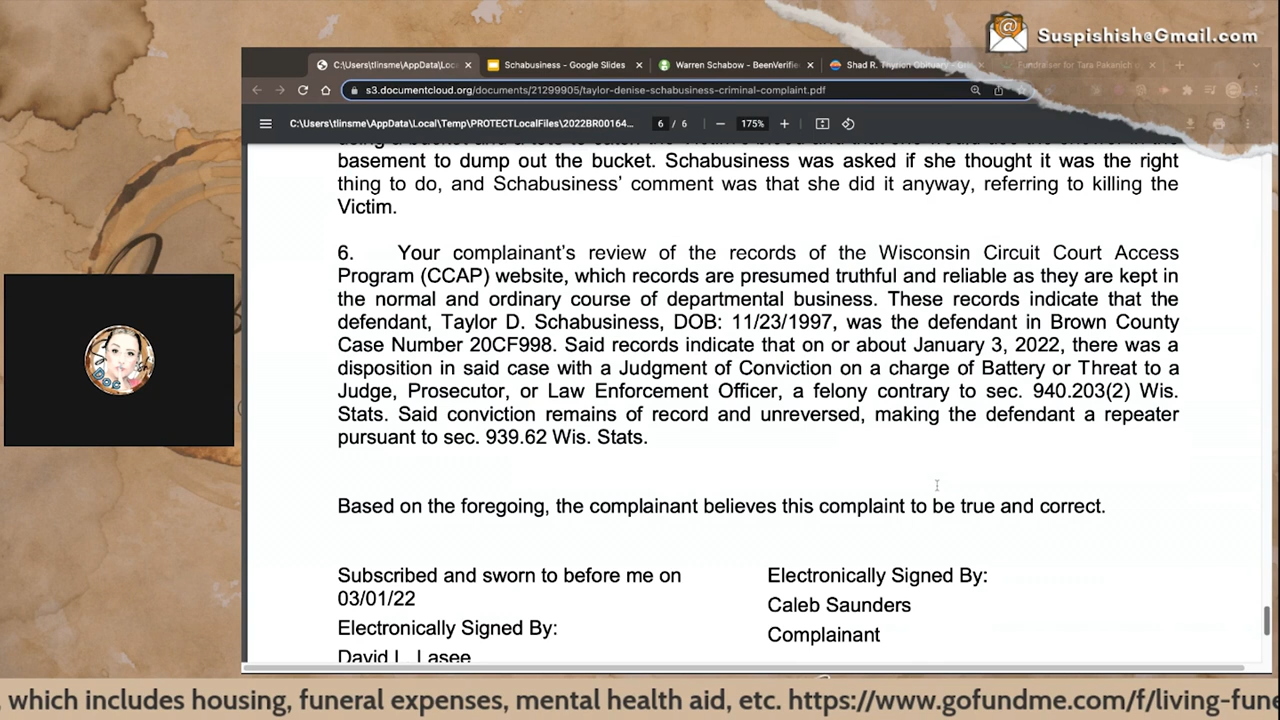 Suspishish@Gmail.com
C:\Users\tlinsme\AppData\Loc
Schabusiness - Google Slides
Warren Schabow - BeenVerifie
Shad R. Thyrion Obituary - Gre
Fundraiser for Tara Pakanich
s3.documentcloud.org/documents/21299905/taylor-denise-schabusiness-criminal-complaint.pdf
C:\Users\tlinsme\AppData\Local\Temp\PROTECTLocalFiles\2022BR00164...
6 / 6
175%
basement to dump out the bucket. Schabusiness was asked if she thought it was the right
thing to do, and Schabusiness' comment was that she did it anyway, referring to killing the
Victim.
6. Your complainant's review of the records of the Wisconsin Circuit Court Access
Program (CCAP) website, which records are presumed truthful and reliable as they are kept in
the normal and ordinary course of departmental business. These records indicate that the
defendant, Taylor D. Schabusiness, DOB: 11/23/1997, was the defendant in Brown County
Case Number 20CF998. Said records indicate that on or about January 3, 2022, there was a
disposition in said case with a Judgment of Conviction on a charge of Battery or Threat to a
Judge, Prosecutor, or Law Enforcement Officer, a felony contrary to sec. 940.203(2) Wis.
Stats. Said conviction remains of record and unreversed, making the defendant a repeater
pursuant to sec. 939.62 Wis. Stats.
Based on the foregoing, the complainant believes this complaint to be true and correct.
Subscribed and sworn to before me on
03/01/22
Electronically Signed By:
David L. Lasee
Electronically Signed By:
Caleb Saunders
Complainant
, which includes housing, funeral expenses, mental health aid, etc. https://www.gofundme.com/f/living-fund